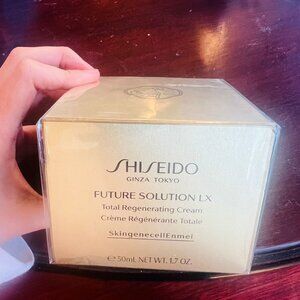 SHISEIDO
GINZA TOKYO
FUTURE SOLUTION LX
Total Regenerating Cream
Crème Régénérante Totale
SkingenecellEnmei
℮ 50mL NET WT. 1.7 OZ.